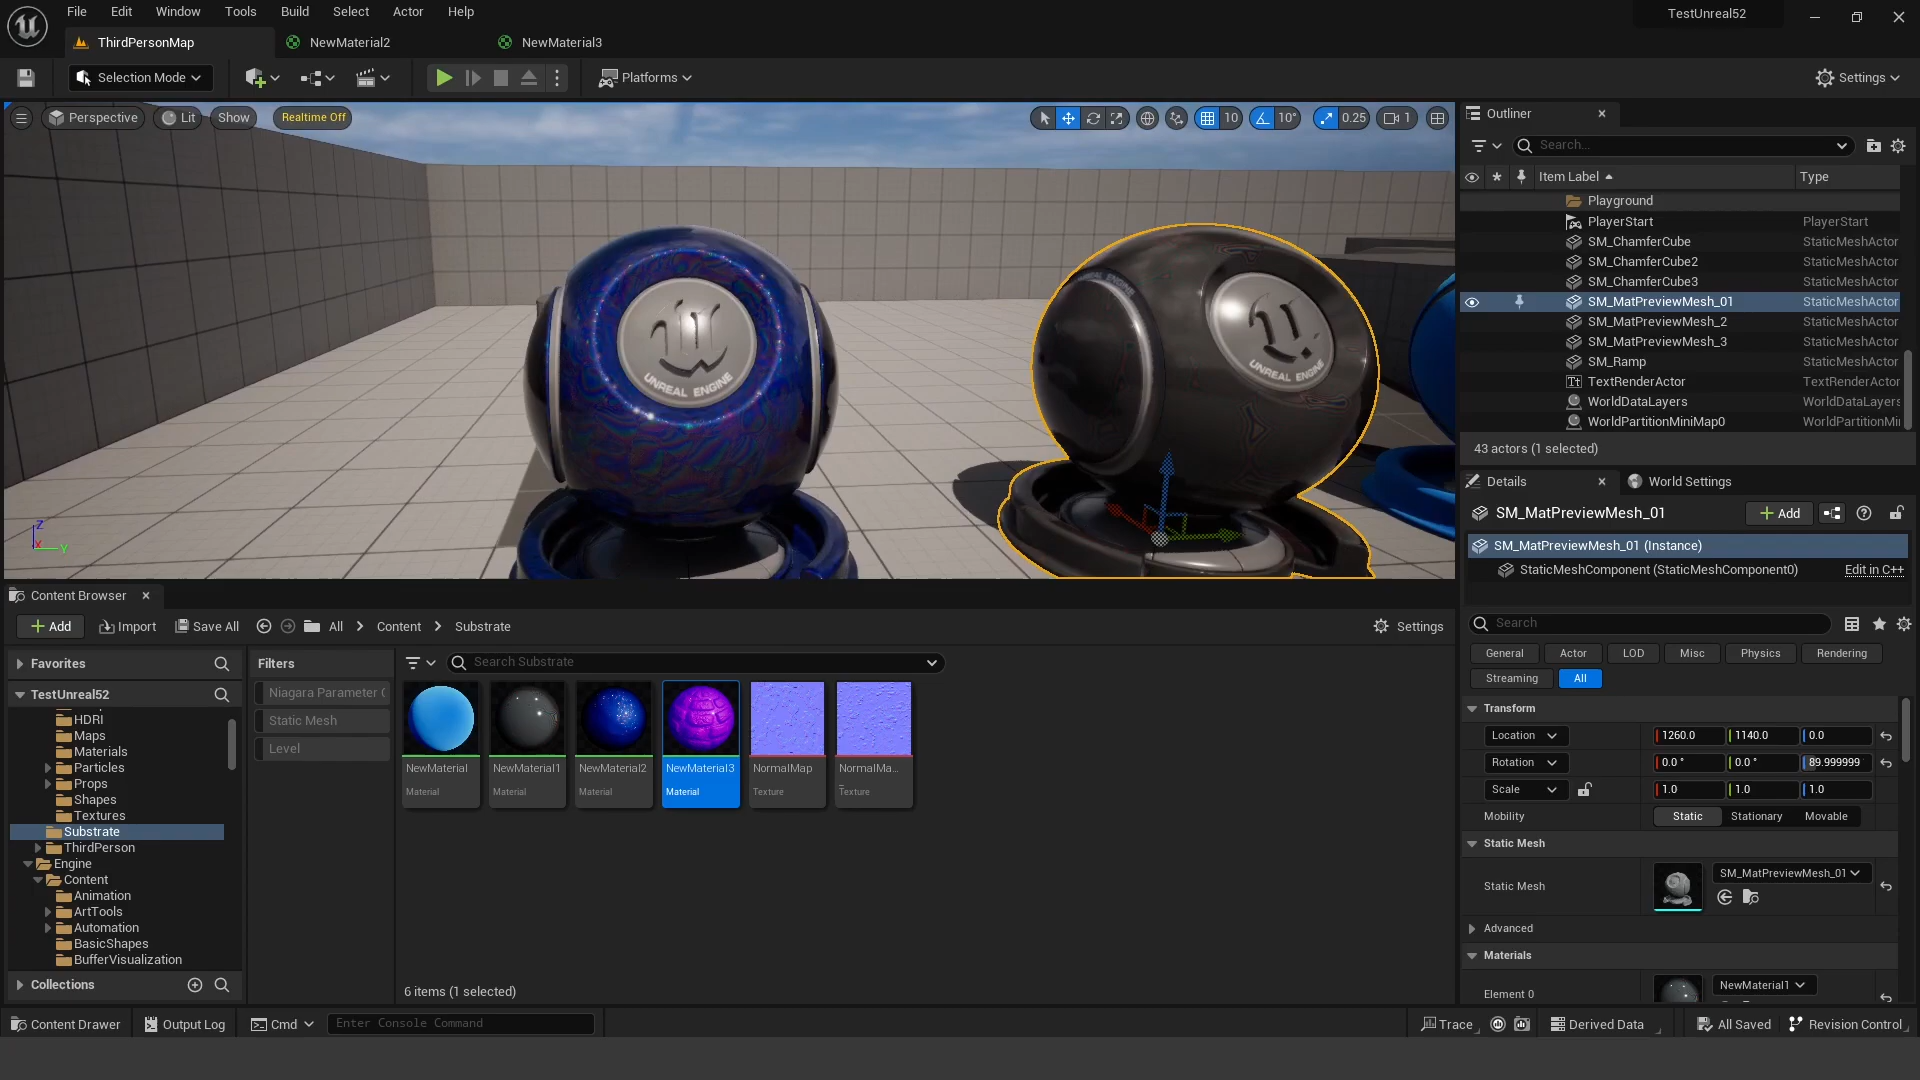 File Edit Window Tools Build Select Actor Help
TestUnreal52
ThirdPersonMap
NewMaterial2
NewMaterial3
Selection Mode
Platforms
Settings
Perspective
Lit
Show
Realtime Off
10
10°
0.25
1
UNREAL ENGINE
UNREAL ENGINE
Z
X
Y
Outliner
Search...
Item Label
Type
Playground
PlayerStart PlayerStart
SM_ChamferCube StaticMeshActor
SM_ChamferCube2 StaticMeshActor
SM_ChamferCube3 StaticMeshActor
SM_MatPreviewMesh_01 StaticMeshActor
SM_MatPreviewMesh_2 StaticMeshActor
SM_MatPreviewMesh_3 StaticMeshActor
SM_Ramp StaticMeshActor
TextRenderActor TextRenderActor
WorldDataLayers WorldDataLayers
WorldPartitionMiniMap0 WorldPartitionMi
43 actors (1 selected)
Details
World Settings
SM_MatPreviewMesh_01
Add
SM_MatPreviewMesh_01 (Instance)
StaticMeshComponent (StaticMeshComponent0) Edit in C++
Search
General Actor LOD Misc Physics Rendering
Streaming All
Transform
Location 1260.0 1140.0 0.0
Rotation 0.0 ° 0.0 ° 89.999999
Scale 1.0 1.0 1.0
Mobility Static Stationary Movable
Static Mesh
Static Mesh SM_MatPreviewMesh_01
Advanced
Materials
Element 0 NewMaterial1
Content Browser
Add Import Save All All Content Substrate Settings
Favorites
TestUnreal52
HDRI
Maps
Materials
Particles
Props
Shapes
Textures
Substrate
ThirdPerson
Engine
Content
Animation
ArtTools
Automation
BasicShapes
BufferVisualization
Collections
Filters
Niagara Parameter C
Static Mesh
Level
Search Substrate
NewMaterial NewMaterial1 NewMaterial2 NewMaterial3 NormalMap NormalMa...
Material Material Material Material Texture Texture
6 items (1 selected)
Content Drawer Output Log Cmd Enter Console Command Trace Derived Data All Saved Revision Control